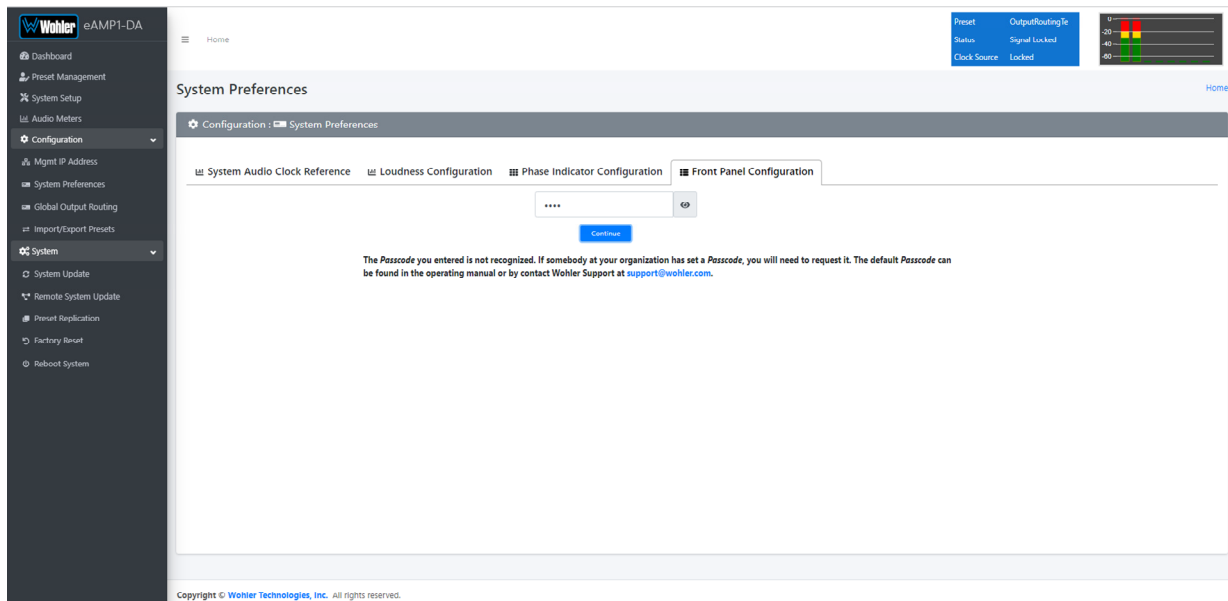 Wohler eAMP1-DA
Dashboard
Preset Management
System Setup
Audio Meters
Configuration
Mgmt IP Address
System Preferences
Global Output Routing
Import/Export Presets
System
System Update
Remote System Update
Preset Replication
Factory Reset
Reboot System
Home
Preset OutputRoutingTe
Status Signal Locked
Clock Source Locked
0
-20
-40
-60
System Preferences
Home
Configuration : System Preferences
System Audio Clock Reference Loudness Configuration Phase Indicator Configuration Front Panel Configuration
••••
Continue
The Passcode you entered is not recognized. If somebody at your organization has set a Passcode, you will need to request it. The default Passcode can
be found in the operating manual or by contact Wohler Support at support@wohler.com.
Copyright © Wohler Technologies, Inc. All rights reserved.